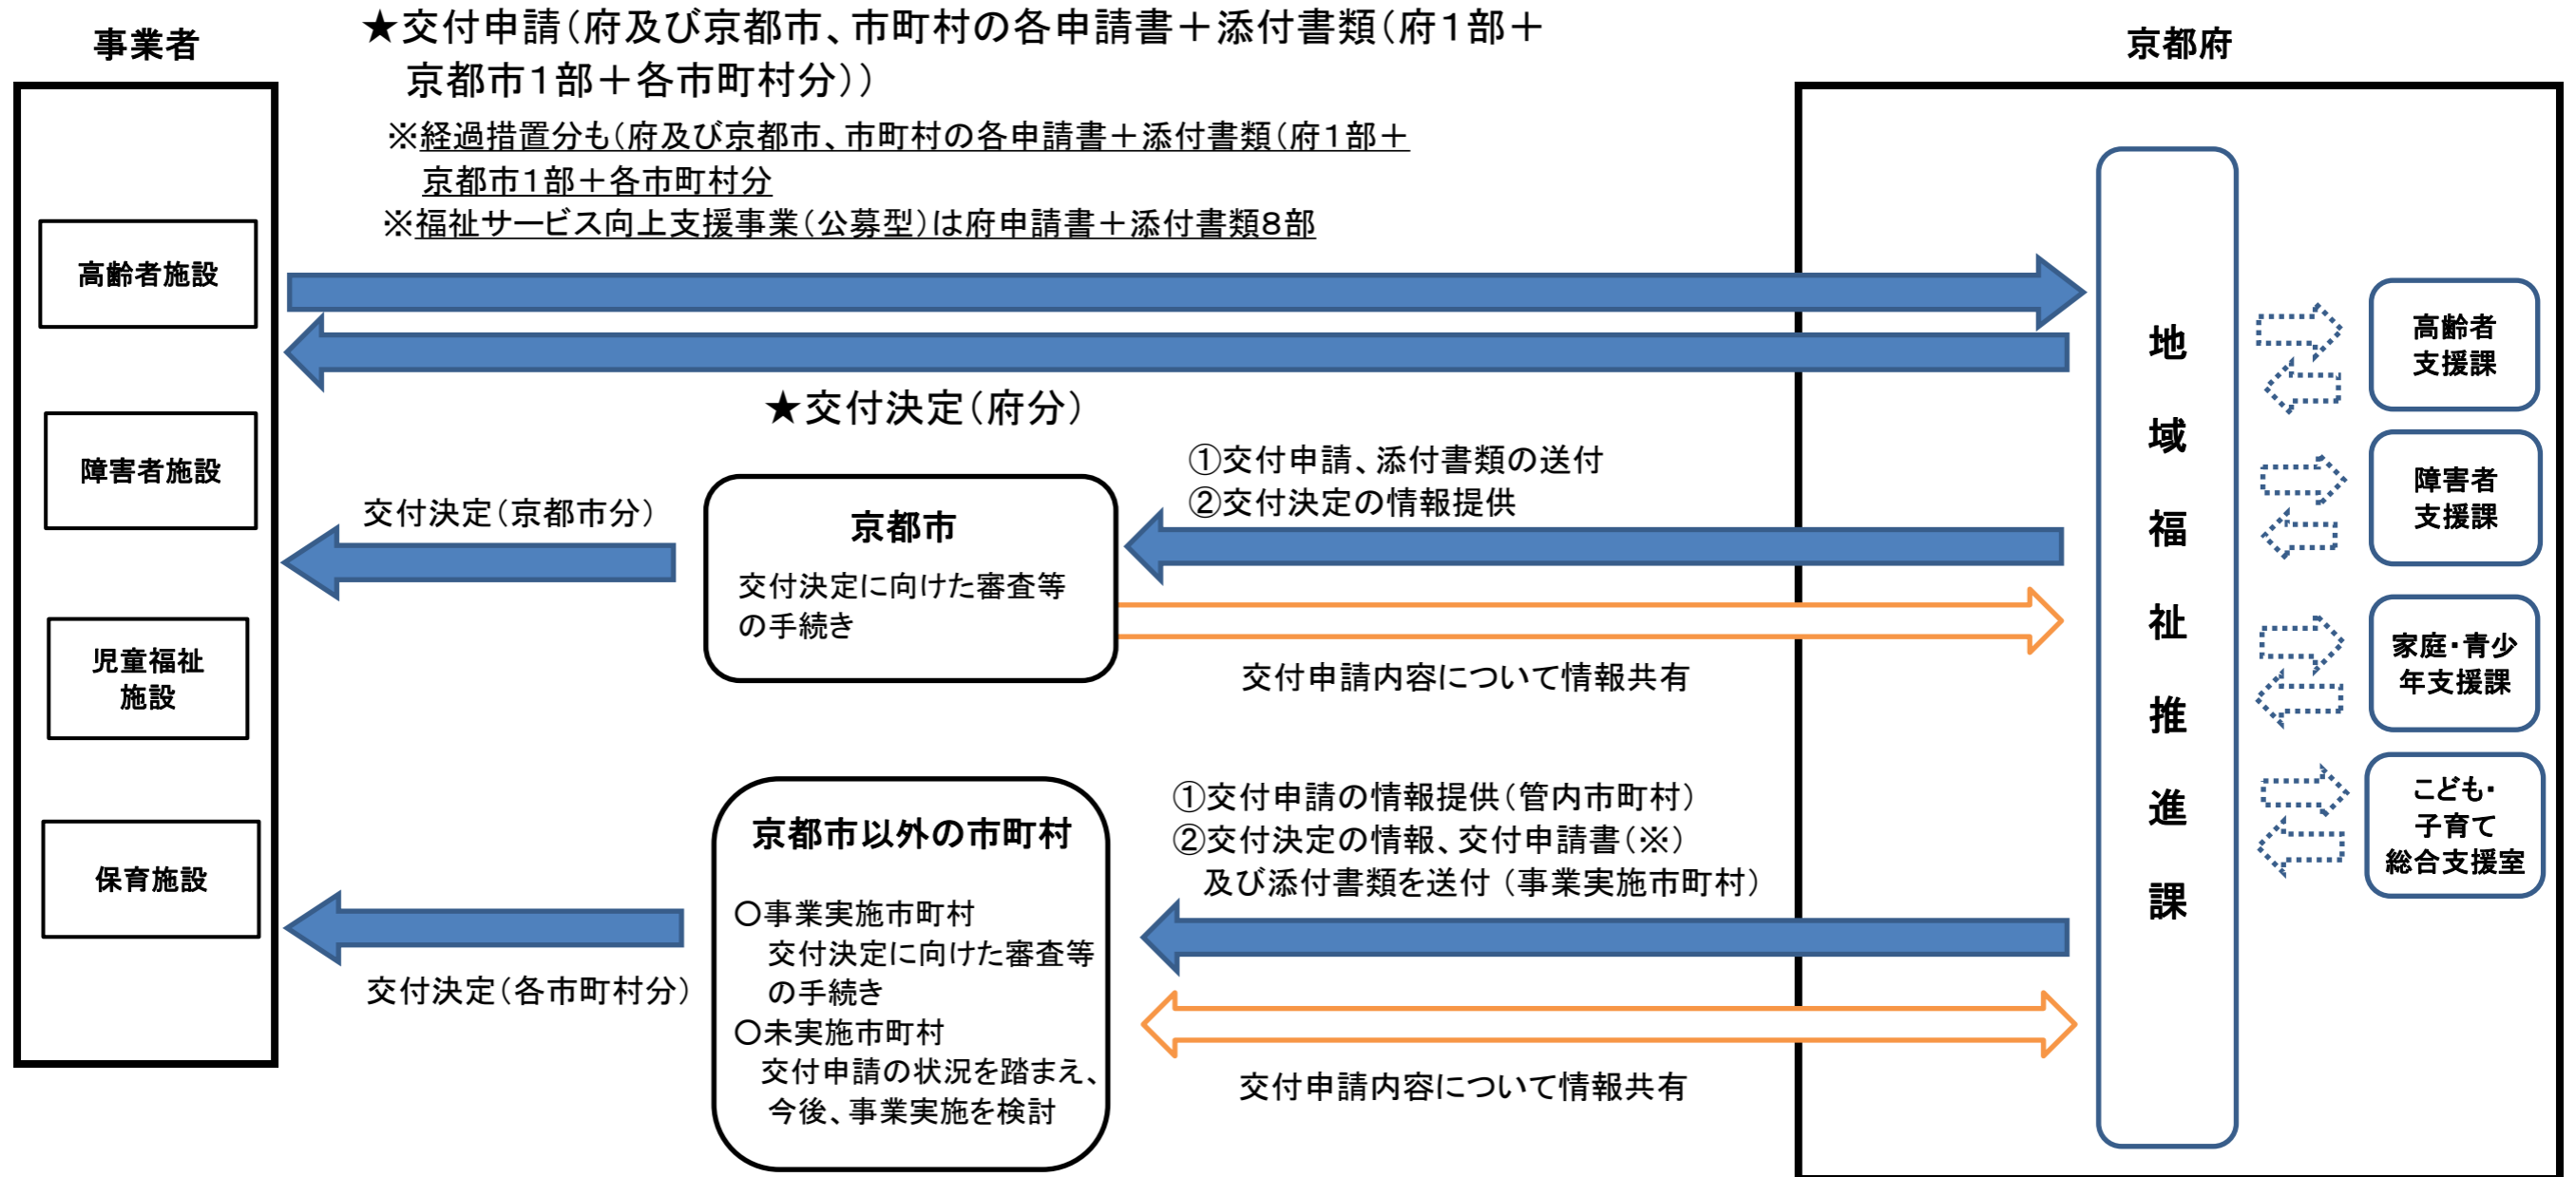 事業者
★交付申請（府及び京都市、市町村の各申請書＋添付書類（府１部＋
京都市１部＋各市町村分））
※経過措置分も（府及び京都市、市町村の各申請書＋添付書類（府１部＋
京都市１部＋各市町村分
※福祉サービス向上支援事業（公募型）は府申請書＋添付書類８部
京都府
高齢者施設
障害者施設
児童福祉
施設
保育施設
★交付決定（府分）
交付決定（京都市分）
京都市
交付決定に向けた審査等
の手続き
①交付申請、添付書類の送付
②交付決定の情報提供
交付申請内容について情報共有
京都市以外の市町村
〇事業実施市町村
交付決定に向けた審査等
の手続き
〇未実施市町村
交付申請の状況を踏まえ、
今後、事業実施を検討
交付決定（各市町村分）
①交付申請の情報提供（管内市町村）
②交付決定の情報、交付申請書（※）
及び添付書類を送付（事業実施市町村）
交付申請内容について情報共有
地域福祉推進課
高齢者
支援課
障害者
支援課
家庭・青少
年支援課
こども・
子育て
総合支援室